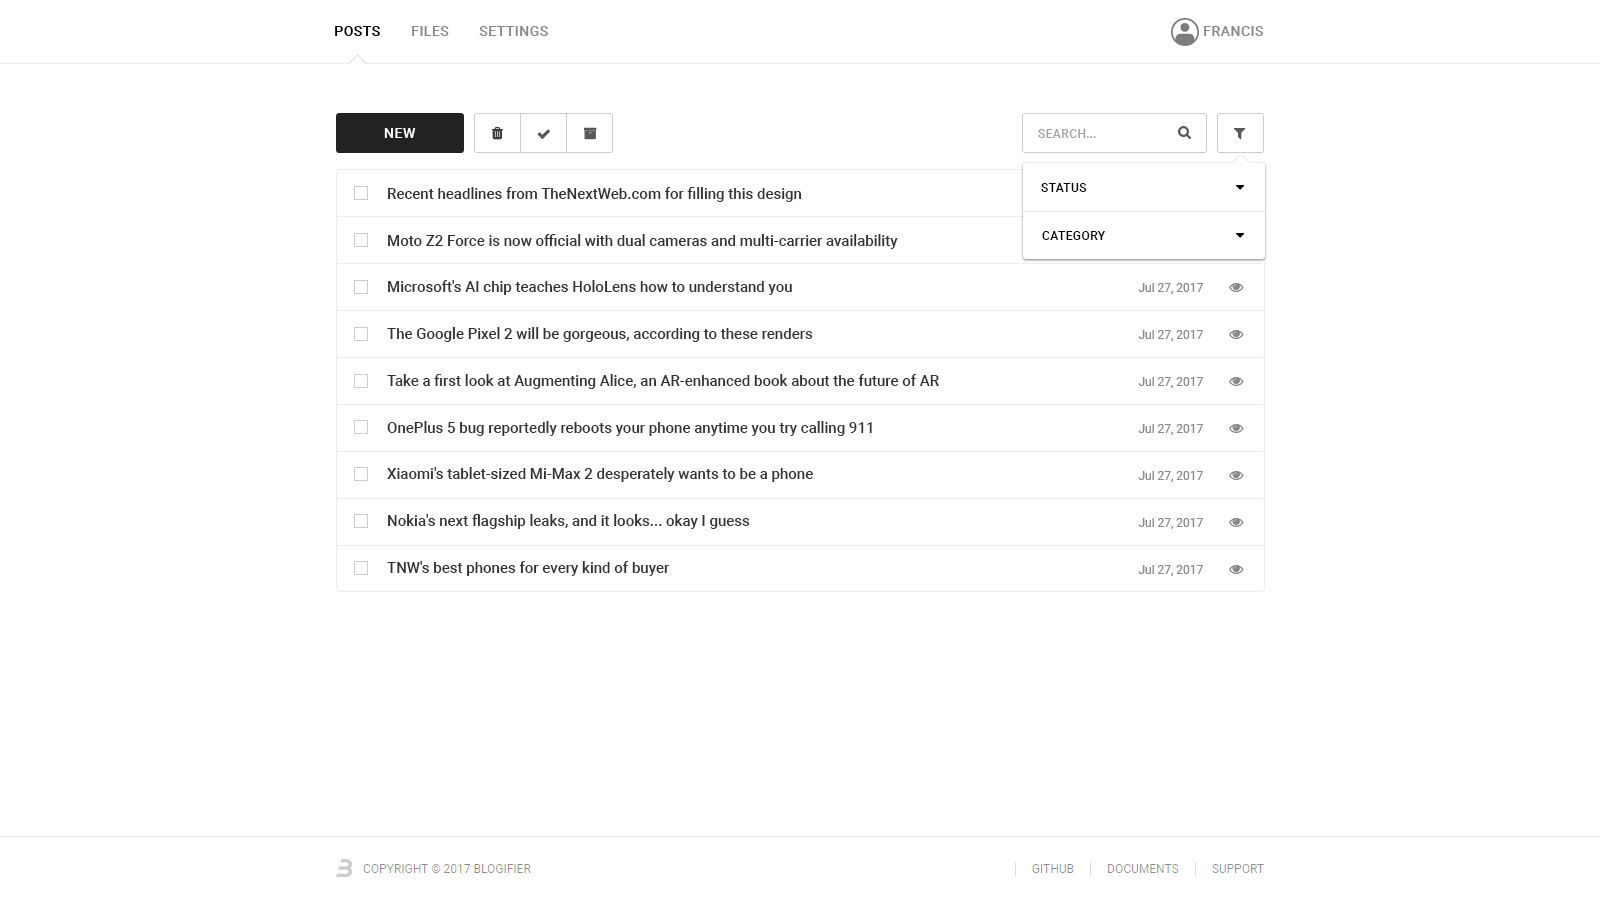 POSTS FILES SETTINGS FRANCIS
NEW SEARCH...
STATUS
CATEGORY
Recent headlines from TheNextWeb.com for filling this design
Moto Z2 Force is now official with dual cameras and multi-carrier availability
Microsoft's AI chip teaches HoloLens how to understand you Jul 27, 2017
The Google Pixel 2 will be gorgeous, according to these renders Jul 27, 2017
Take a first look at Augmenting Alice, an AR-enhanced book about the future of AR Jul 27, 2017
OnePlus 5 bug reportedly reboots your phone anytime you try calling 911 Jul 27, 2017
Xiaomi's tablet-sized Mi-Max 2 desperately wants to be a phone Jul 27, 2017
Nokia's next flagship leaks, and it looks... okay I guess Jul 27, 2017
TNW's best phones for every kind of buyer Jul 27, 2017
COPYRIGHT © 2017 BLOGIFIER GITHUB DOCUMENTS SUPPORT